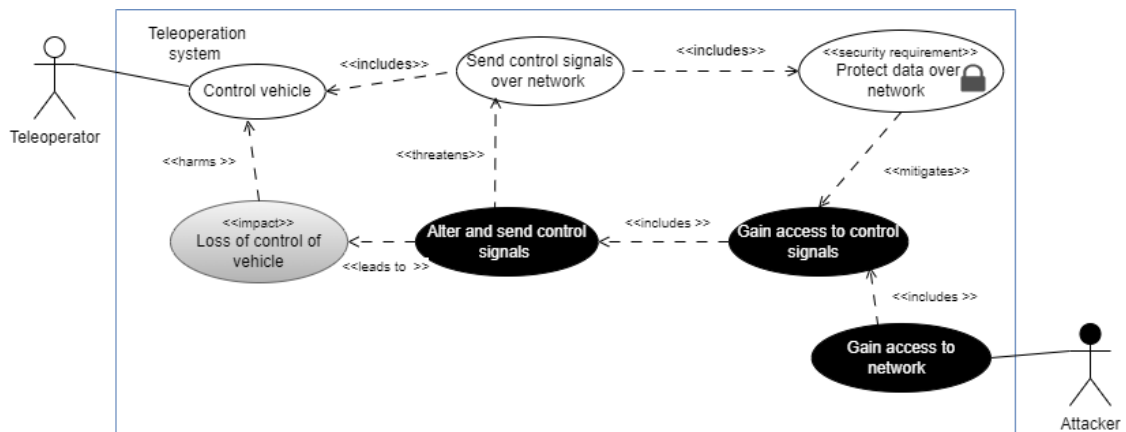 Teleoperation
system
Teleoperator
Control vehicle
<<includes>>
Send control signals
over network
<<includes>>
<<security requirement>>
Protect data over
network
<<harms >>
<<threatens>>
<<mitigates>>
<<impact>>
Loss of control of
vehicle
<<leads to >>
Alter and send control
signals
<<includes >>
Gain access to control
signals
<<includes >>
Gain access to
network
Attacker